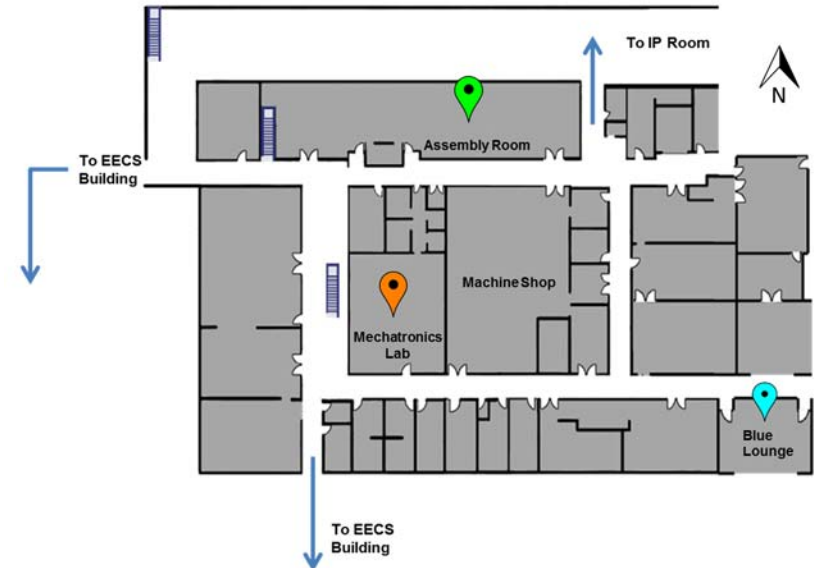 To IP Room
N
Assembly Room
To EECS
Building
Machine Shop
Mechatronics
Lab
Blue
Lounge
To EECS
Building